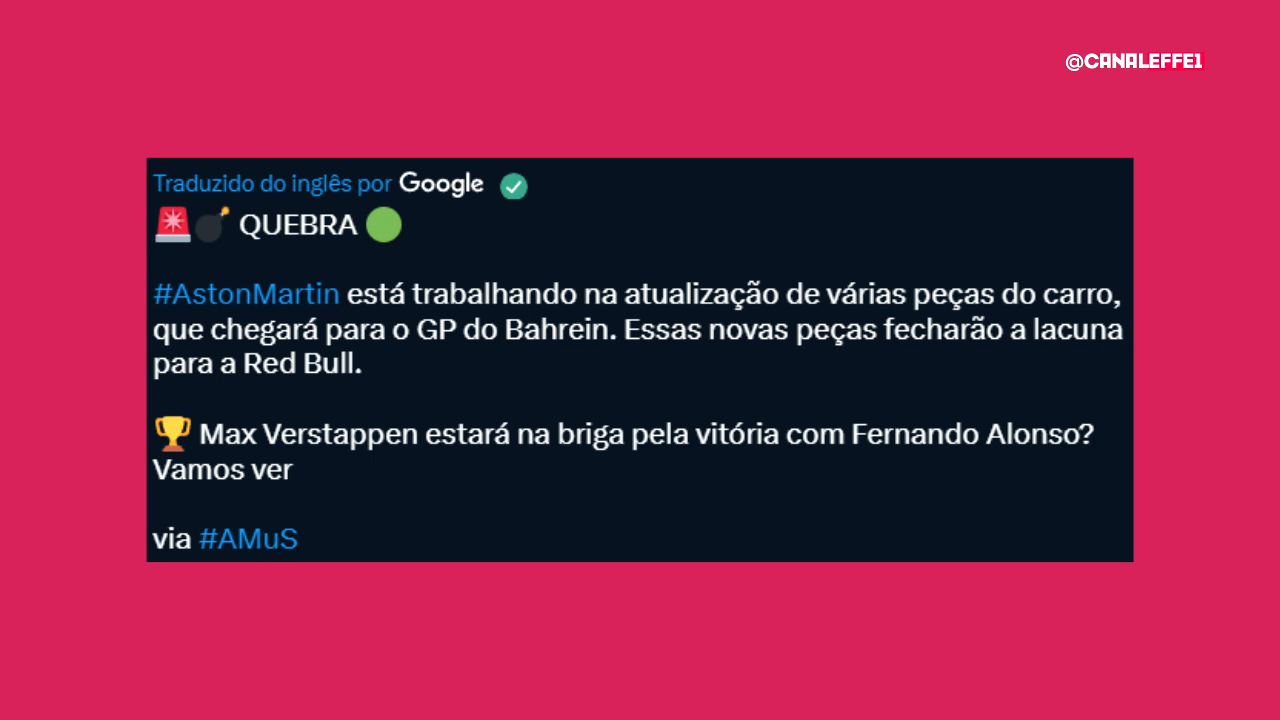 @CANALEFFE1
Traduzido do inglês por Google
🚨💣 QUEBRA 🟢
#AstonMartin está trabalhando na atualização de várias peças do carro,
que chegará para o GP do Bahrein. Essas novas peças fecharão a lacuna
para a Red Bull.
🏆 Max Verstappen estará na briga pela vitória com Fernando Alonso?
Vamos ver
via #AMuS